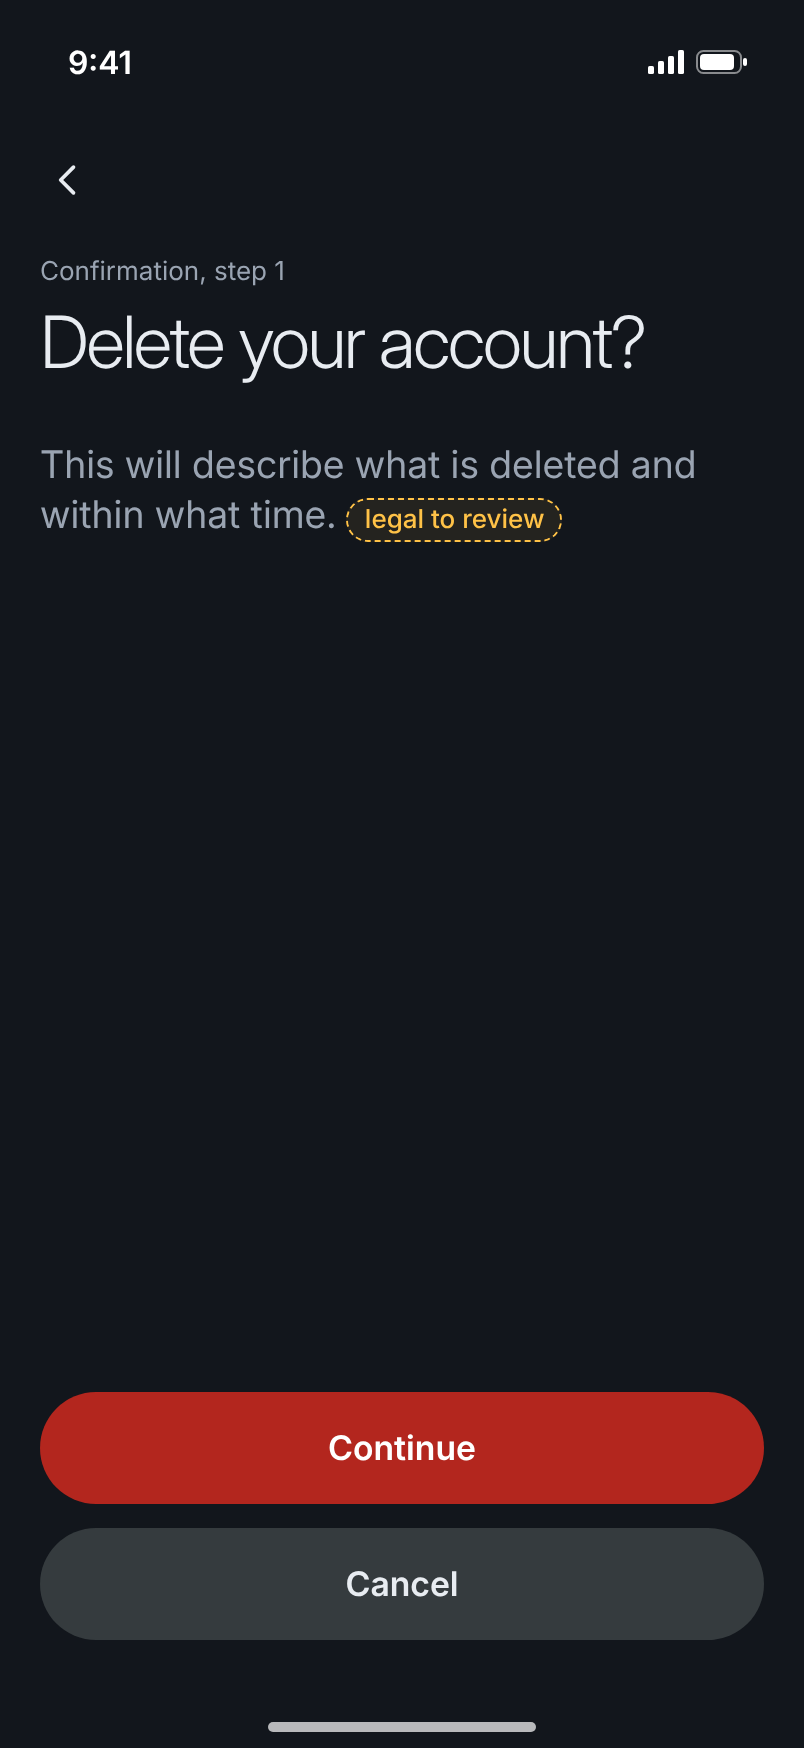 9:41
Confirmation, step 1
Delete your account?
This will describe what is deleted and
within what time. legal to review
Continue
Cancel